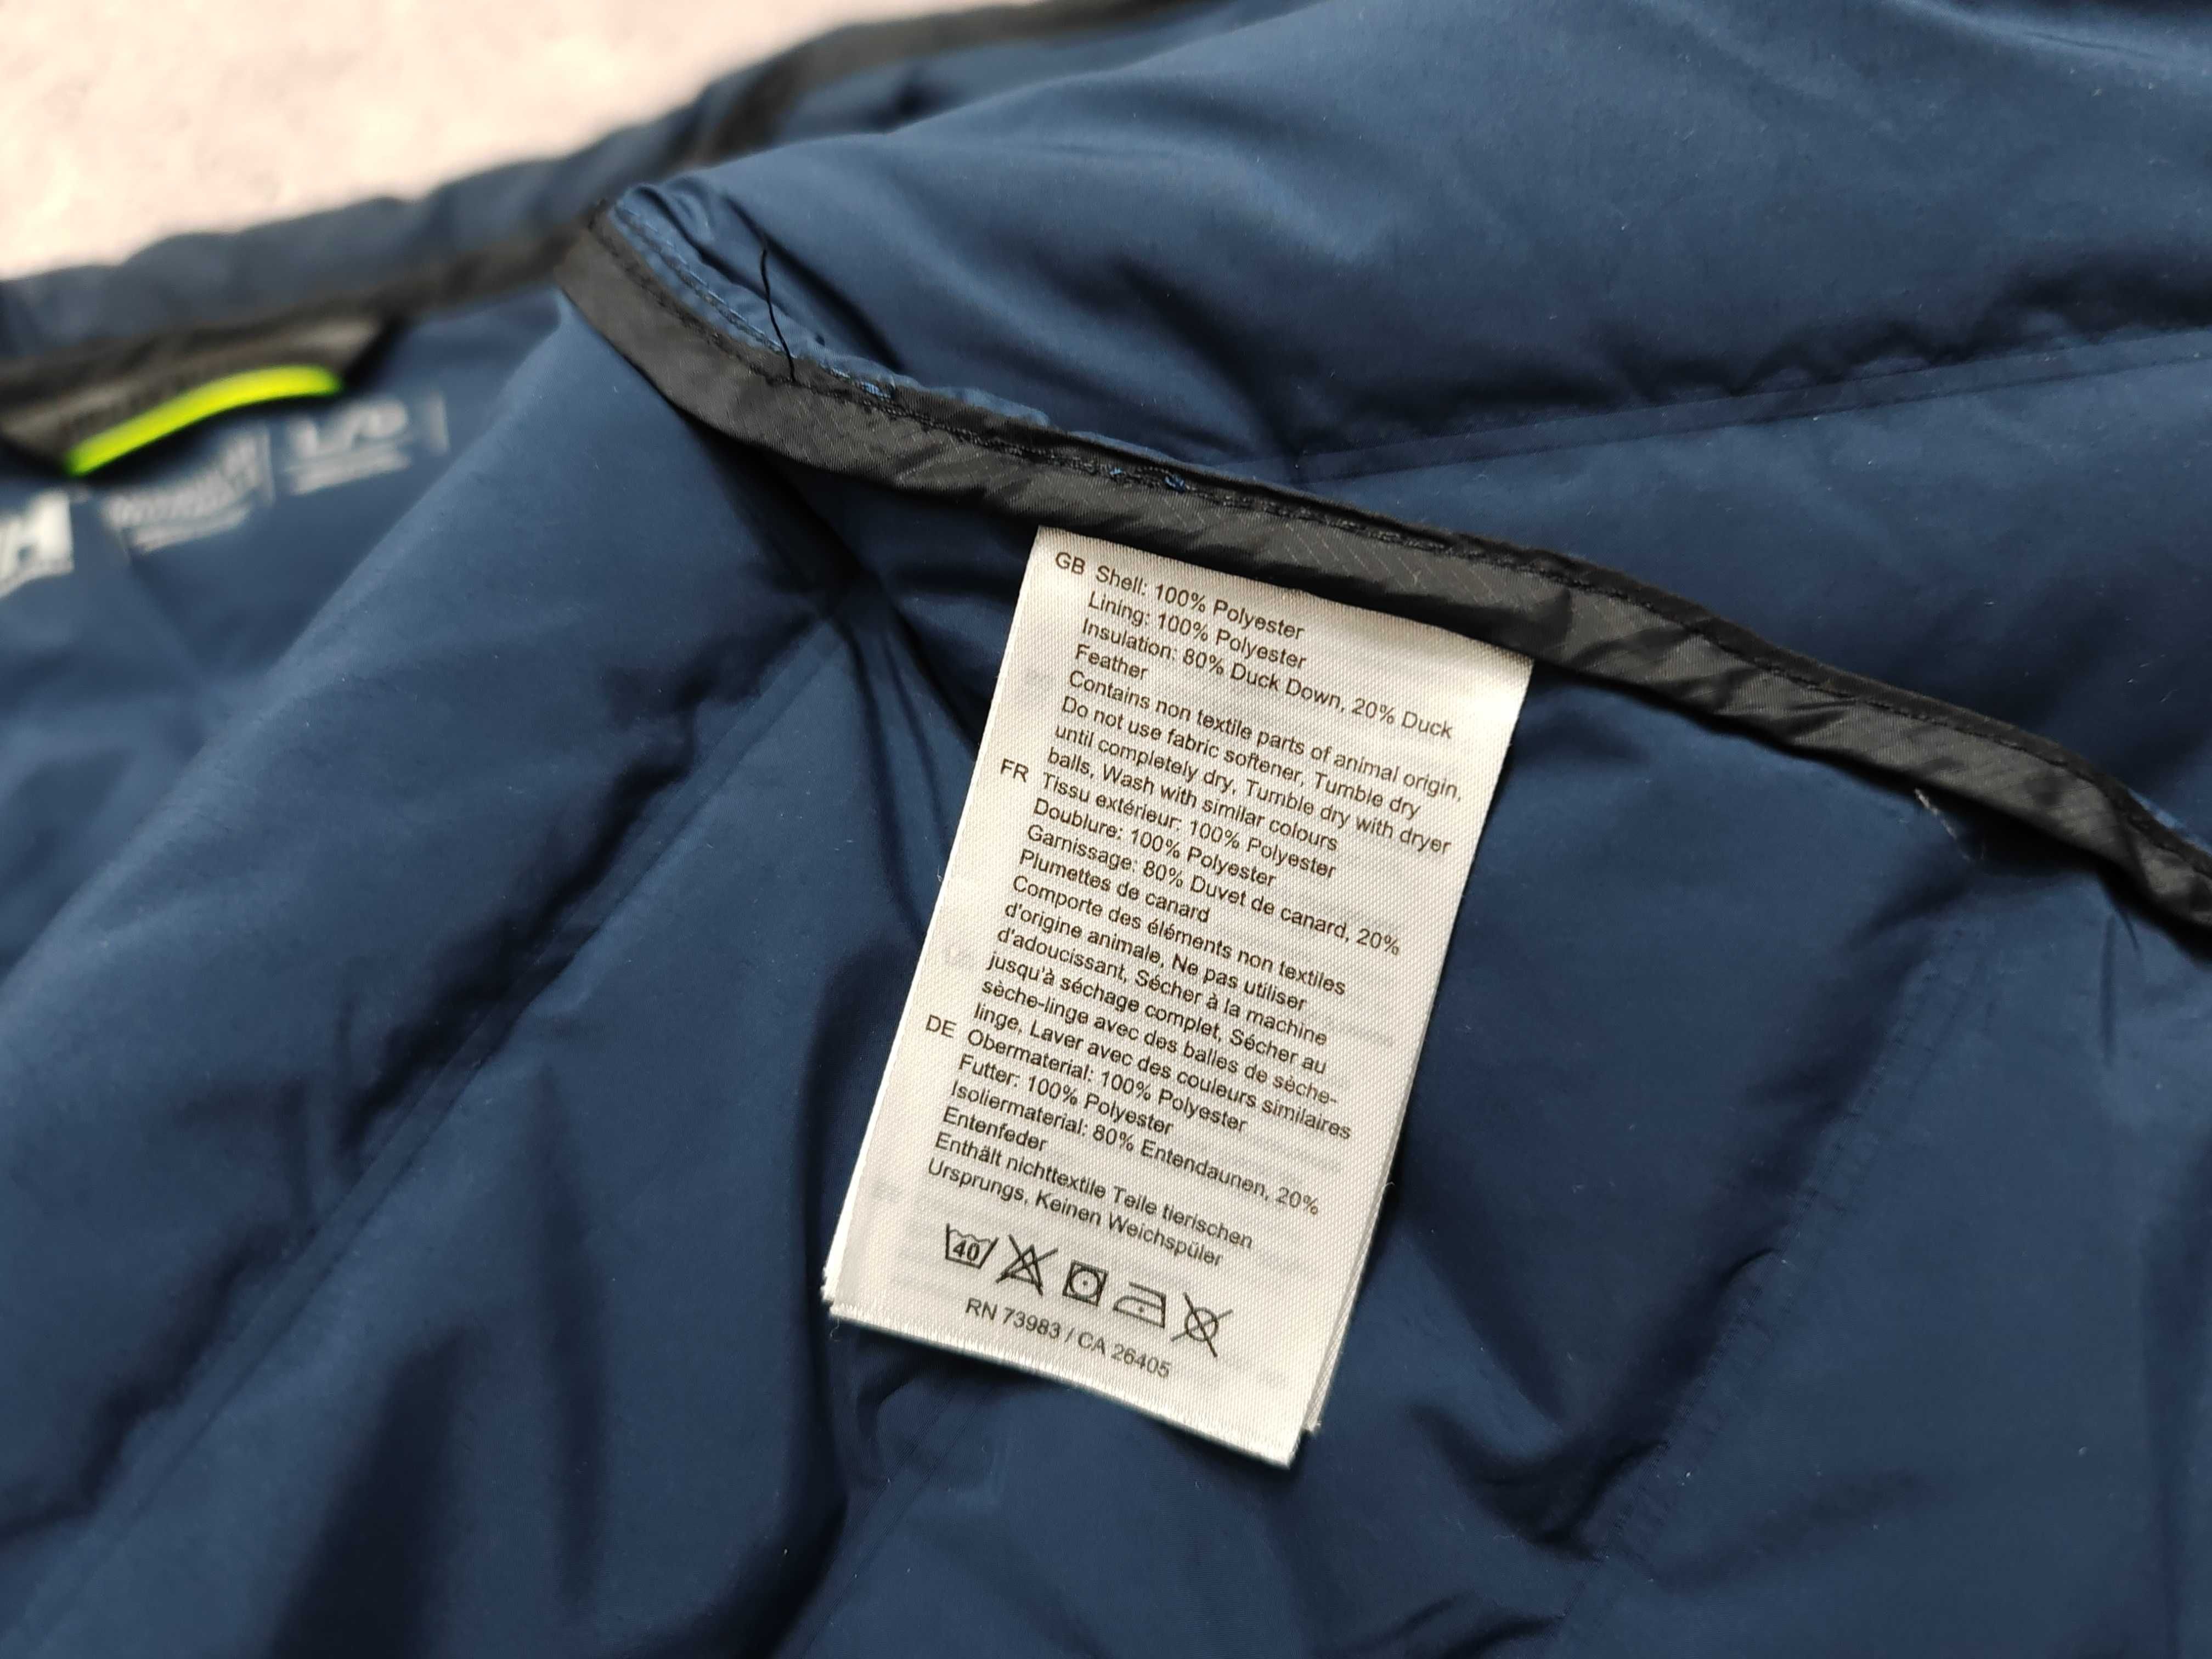 GB Shell: 100% Polyester
Lining: 100% Polyester
Insulation: 80% Duck Down, 20% Duck
Feather
Contains non textile parts of animal origin,
Do not use fabric softener, Tumble dry
until completely dry, Tumble dry with dryer
balls, Wash with similar colours
FR Tissu extérieur: 100% Polyester
Doublure: 100% Polyester
Garnissage: 80% Duvet de canard, 20%
Plumettes de canard
Comporte des éléments non textiles
d'origine animale, Ne pas utiliser
d'adoucissant, Sécher à la machine
jusqu'à séchage complet, Sécher au
sèche-linge avec des balles de sèche-
linge, Laver avec des couleurs similaires
DE Obermaterial: 100% Polyester
Futter: 100% Polyester
Isoliermaterial: 80% Entendaunen, 20%
Entenfeder
Enthält nichttextile Teile tierischen
Ursprungs, Keinen Weichspüler
40
RN 73983 / CA 26405